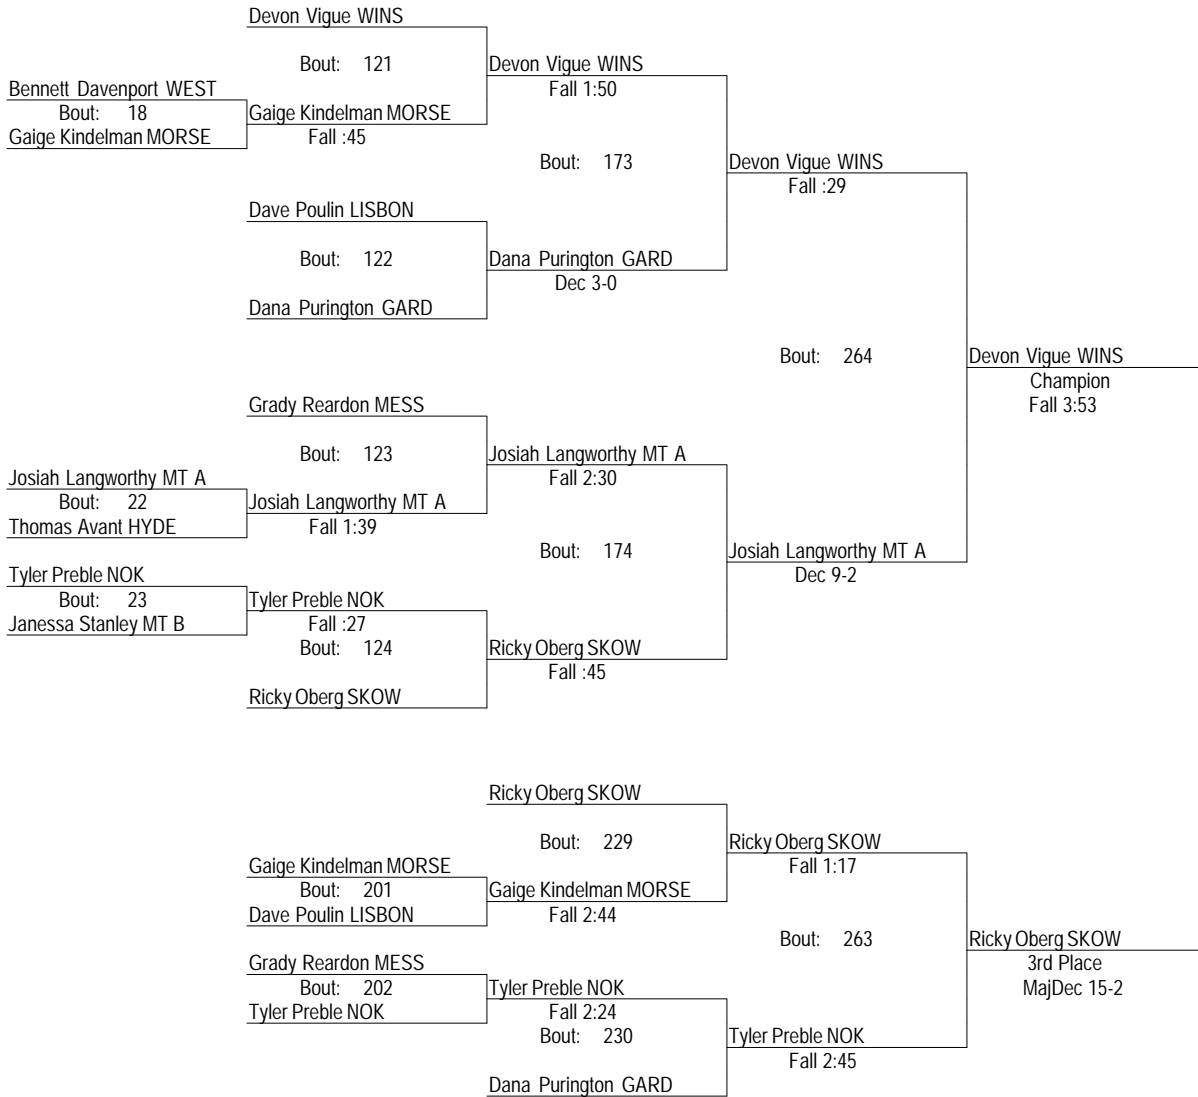 Devon Vigue WINS
Bout: 121
Devon Vigue WINS
Fall 1:50
Bennett Davenport WEST
Bout: 18
Gaige Kindelman MORSE
Gaige Kindelman MORSE
Fall :45
Bout: 173
Devon Vigue WINS
Fall :29
Dave Poulin LISBON
Bout: 122
Dana Purington GARD
Dec 3-0
Dana Purington GARD
Bout: 264
Devon Vigue WINS
Champion
Fall 3:53
Grady Reardon MESS
Bout: 123
Josiah Langworthy MT A
Fall 2:30
Josiah Langworthy MT A
Bout: 22
Thomas Avant HYDE
Josiah Langworthy MT A
Fall 1:39
Bout: 174
Josiah Langworthy MT A
Dec 9-2
Tyler Preble NOK
Bout: 23
Janessa Stanley MT B
Tyler Preble NOK
Fall :27
Bout: 124
Ricky Oberg SKOW
Fall :45
Ricky Oberg SKOW
Ricky Oberg SKOW
Bout: 229
Ricky Oberg SKOW
Fall 1:17
Gaige Kindelman MORSE
Bout: 201
Dave Poulin LISBON
Gaige Kindelman MORSE
Fall 2:44
Bout: 263
Ricky Oberg SKOW
3rd Place
MajDec 15-2
Grady Reardon MESS
Bout: 202
Tyler Preble NOK
Tyler Preble NOK
Fall 2:24
Bout: 230
Tyler Preble NOK
Fall 2:45
Dana Purington GARD